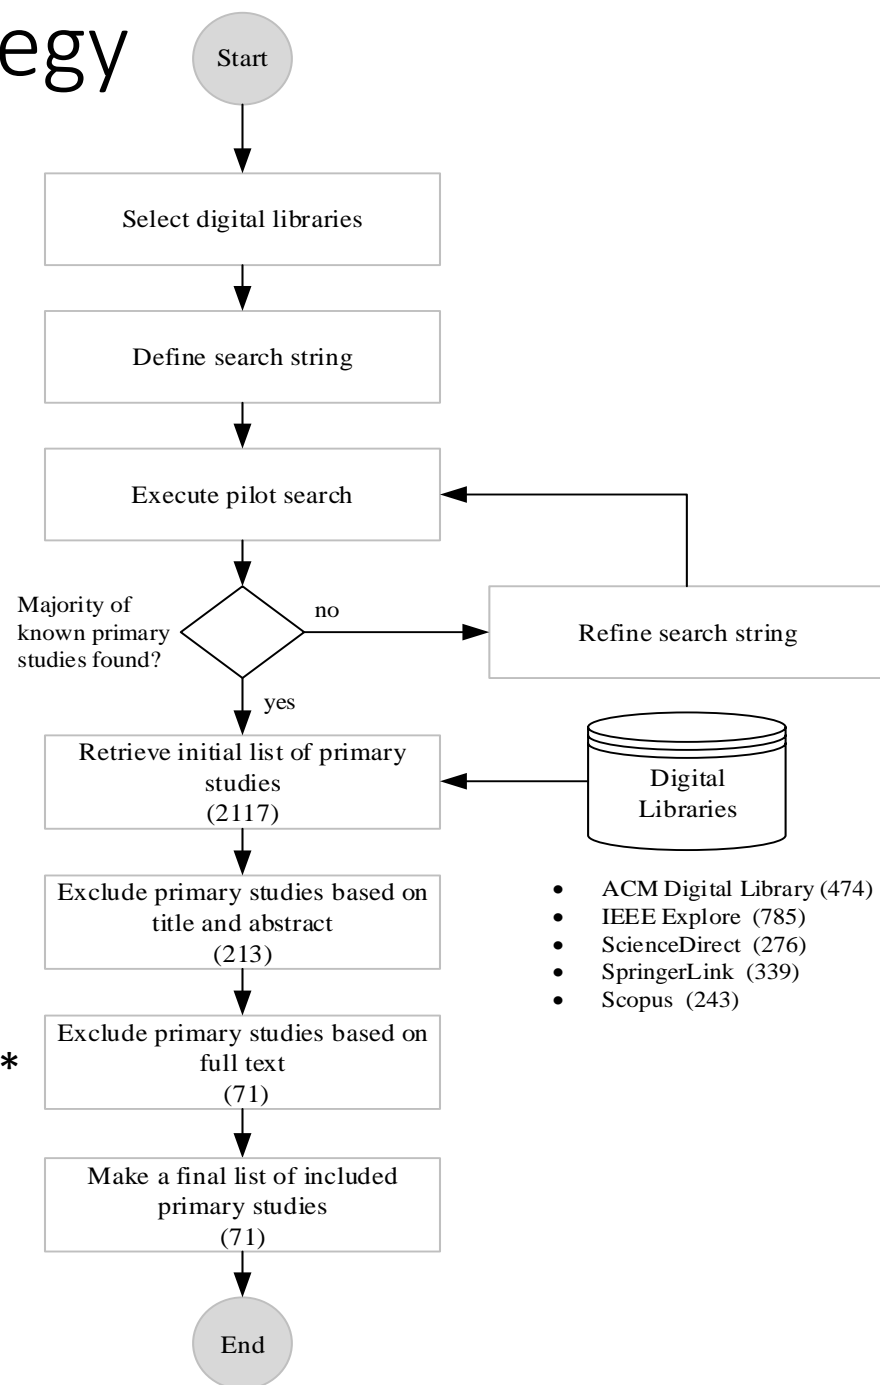 egy
Start
Select digital libraries
Define search string
Execute pilot search
Majority of
known primary
studies found?
no
Refine search string
yes
Retrieve initial list of primary
studies
(2117)
Digital
Libraries
Exclude primary studies based on
title and abstract
(213)
• ACM Digital Library (474)
• IEEE Explore (785)
• ScienceDirect (276)
• SpringerLink (339)
• Scopus (243)
*
Exclude primary studies based on
full text
(71)
Make a final list of included
primary studies
(71)
End